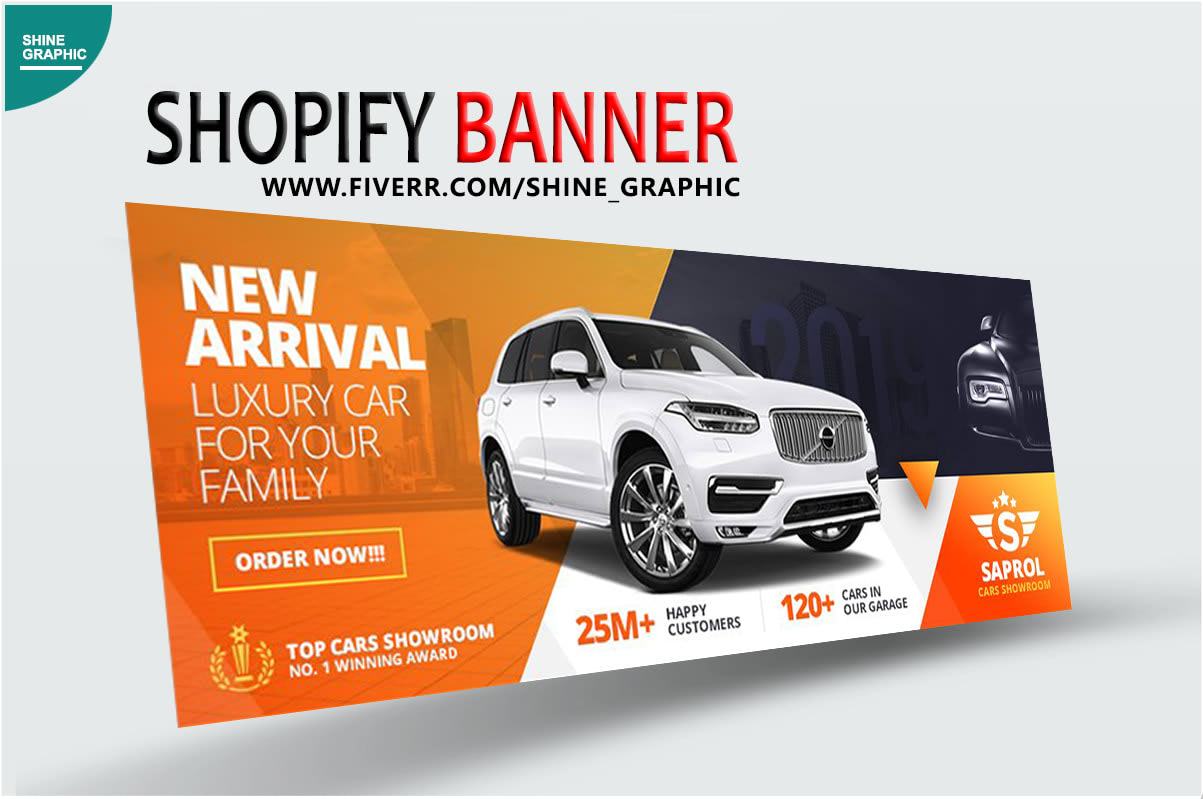 SHINE
GRAPHIC
SHOPIFY BANNER
WWW.FIVERR.COM/SHINE_GRAPHIC
NEW
ARRIVAL
LUXURY CAR
FOR YOUR
FAMILY
ORDER NOW!!!
TOP CARS SHOWROOM
NO. 1 WINNING AWARD
2019
25M+ HAPPY
CUSTOMERS
120+ CARS IN
OUR GARAGE
S
SAPROL
CARS SHOWROOM